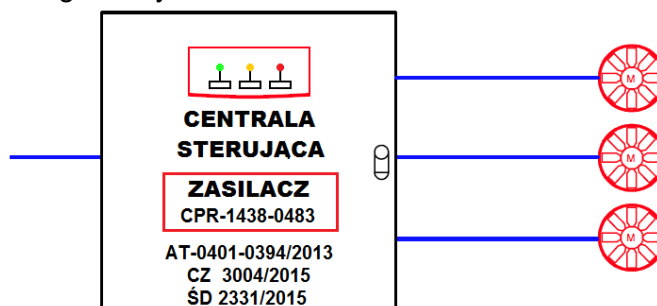 CENTRALA
STERUJĄCA
ZASILACZ
CPR-1438-0483
AT-0401-0394/2013
CZ 3004/2015
ŚD 2331/2015
M
M
M